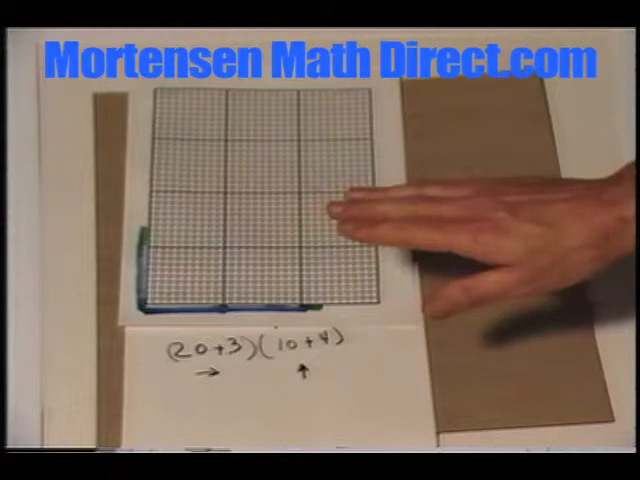 Mortensen Math Direct.com
(20+3)(10+4)
→ ↑